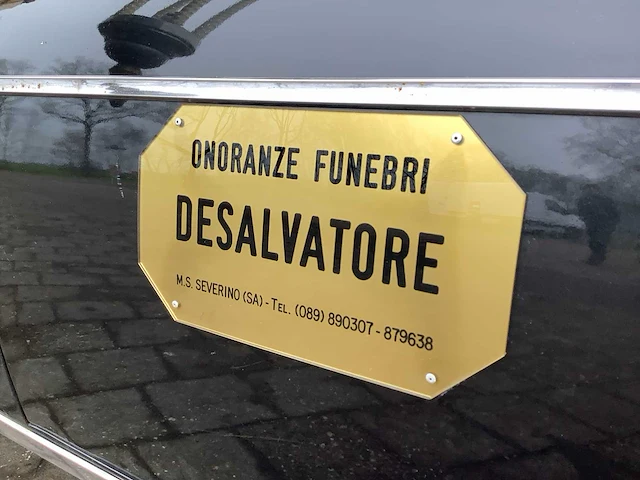 ONORANZE FUNEBRI
DESALVATORE
M.S. SEVERINO (SA) - TEL. (089) 890307 - 879638